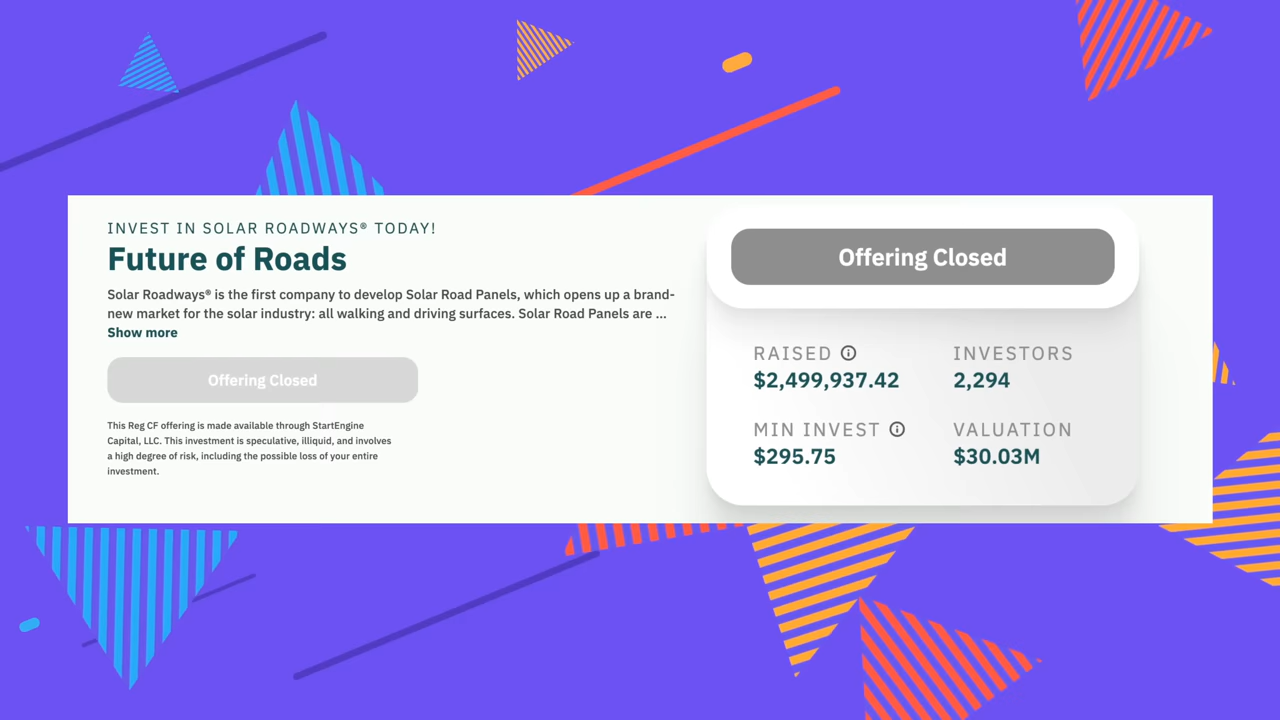 INVEST IN SOLAR ROADWAYS® TODAY!
Future of Roads
Solar Roadways® is the first company to develop Solar Road Panels, which opens up a brand-
new market for the solar industry: all walking and driving surfaces. Solar Road Panels are ...
Show more
Offering Closed
This Reg CF offering is made available through StartEngine
Capital, LLC. This investment is speculative, illiquid, and involves
a high degree of risk, including the possible loss of your entire
investment.
Offering Closed
RAISED
$2,499,937.42
INVESTORS
2,294
MIN INVEST
$295.75
VALUATION
$30.03M